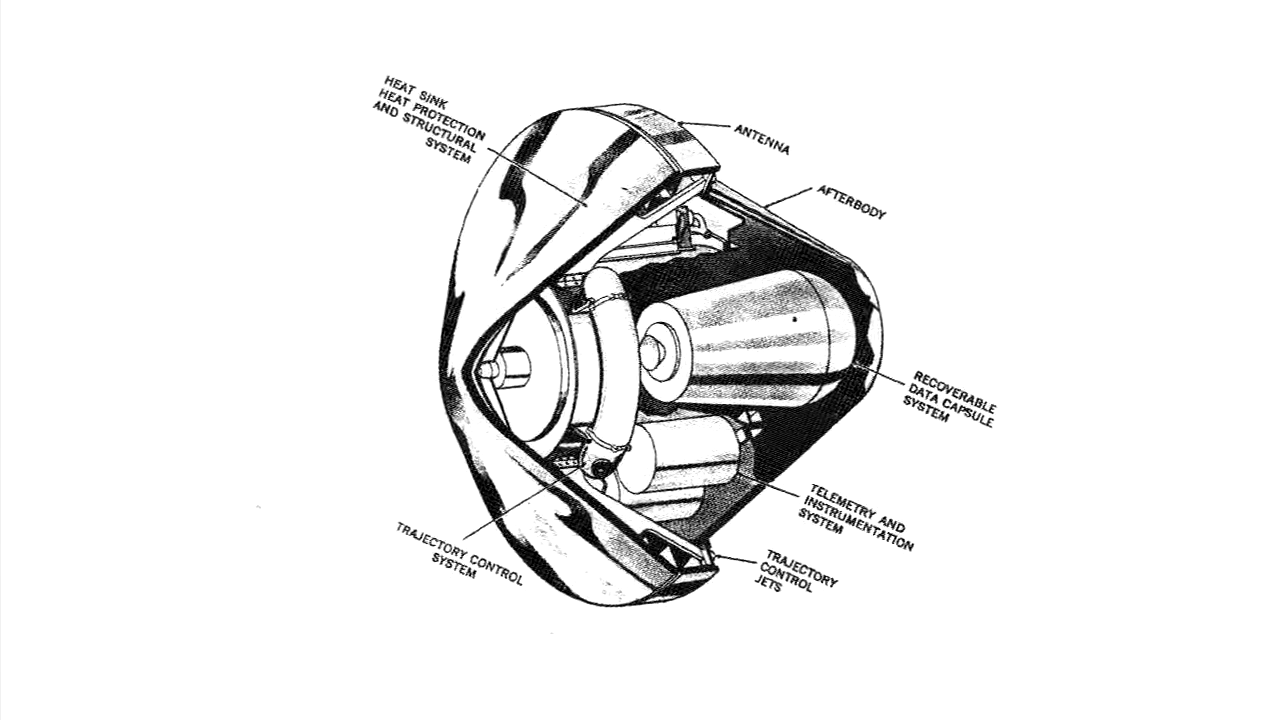 HEAT SINK
HEAT PROTECTION
AND STRUCTURAL
SYSTEM
ANTENNA
AFTERBODY
RECOVERABLE
DATA CAPSULE
SYSTEM
TELEMETRY AND
INSTRUMENTATION
SYSTEM
TRAJECTORY CONTROL
SYSTEM
TRAJECTORY
CONTROL
JETS